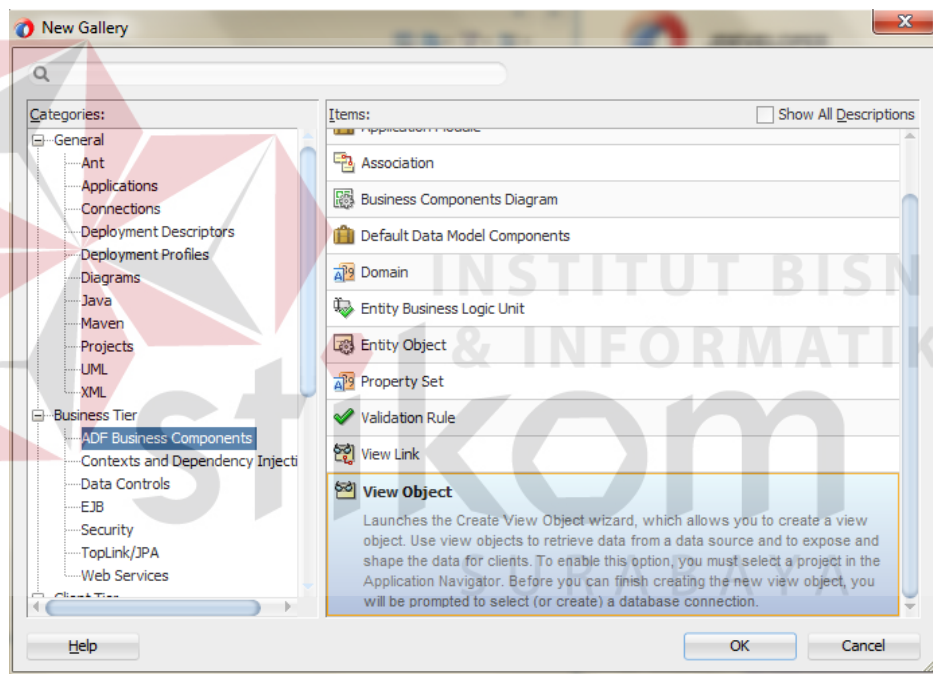 New Gallery
Categories:
Items:
Show All Descriptions
General
Ant
Applications
Connections
Deployment Descriptors
Deployment Profiles
Diagrams
Java
Maven
Projects
UML
XML
Business Tier
ADF Business Components
Contexts and Dependency Injecti
Data Controls
EJB
Security
TopLink/JPA
Web Services
Client Tier
Application Module
Association
Business Components Diagram
Default Data Model Components
Domain
Entity Business Logic Unit
Entity Object
Property Set
Validation Rule
View Link
View Object
Launches the Create View Object wizard, which allows you to create a view
object. Use view objects to retrieve data from a data source and to expose and
shape the data for clients. To enable this option, you must select a project in the
Application Navigator. Before you can finish creating the new view object, you
will be prompted to select (or create) a database connection.
Help
OK
Cancel
INSTITUT BISN
& INFORMATIK
stikom
SURABAYA